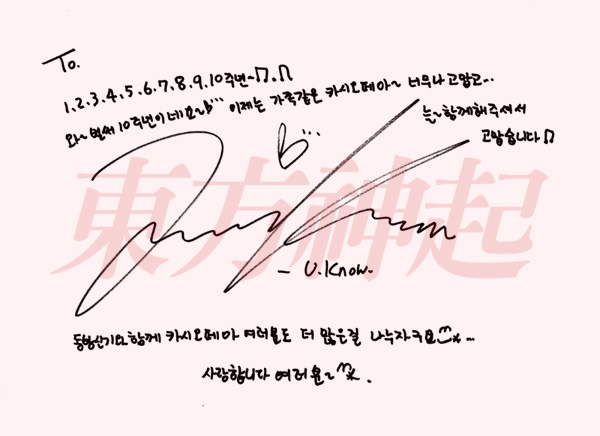 To.
1.2.3.4.5.6.7.8.9.10주년~♫.♫
와~ 벌써 10주년이네요~♡... 이제는 가족같은 카시오페아~ 너무나 고맙고...
늘~함께해주셔서
고맙습니다♫
東方神起
- U.Know.
동방신기와 함께 카시오페아 여러분도 더 많은걸 나누자구요^^*...
사랑합니다 여러분~^^*.